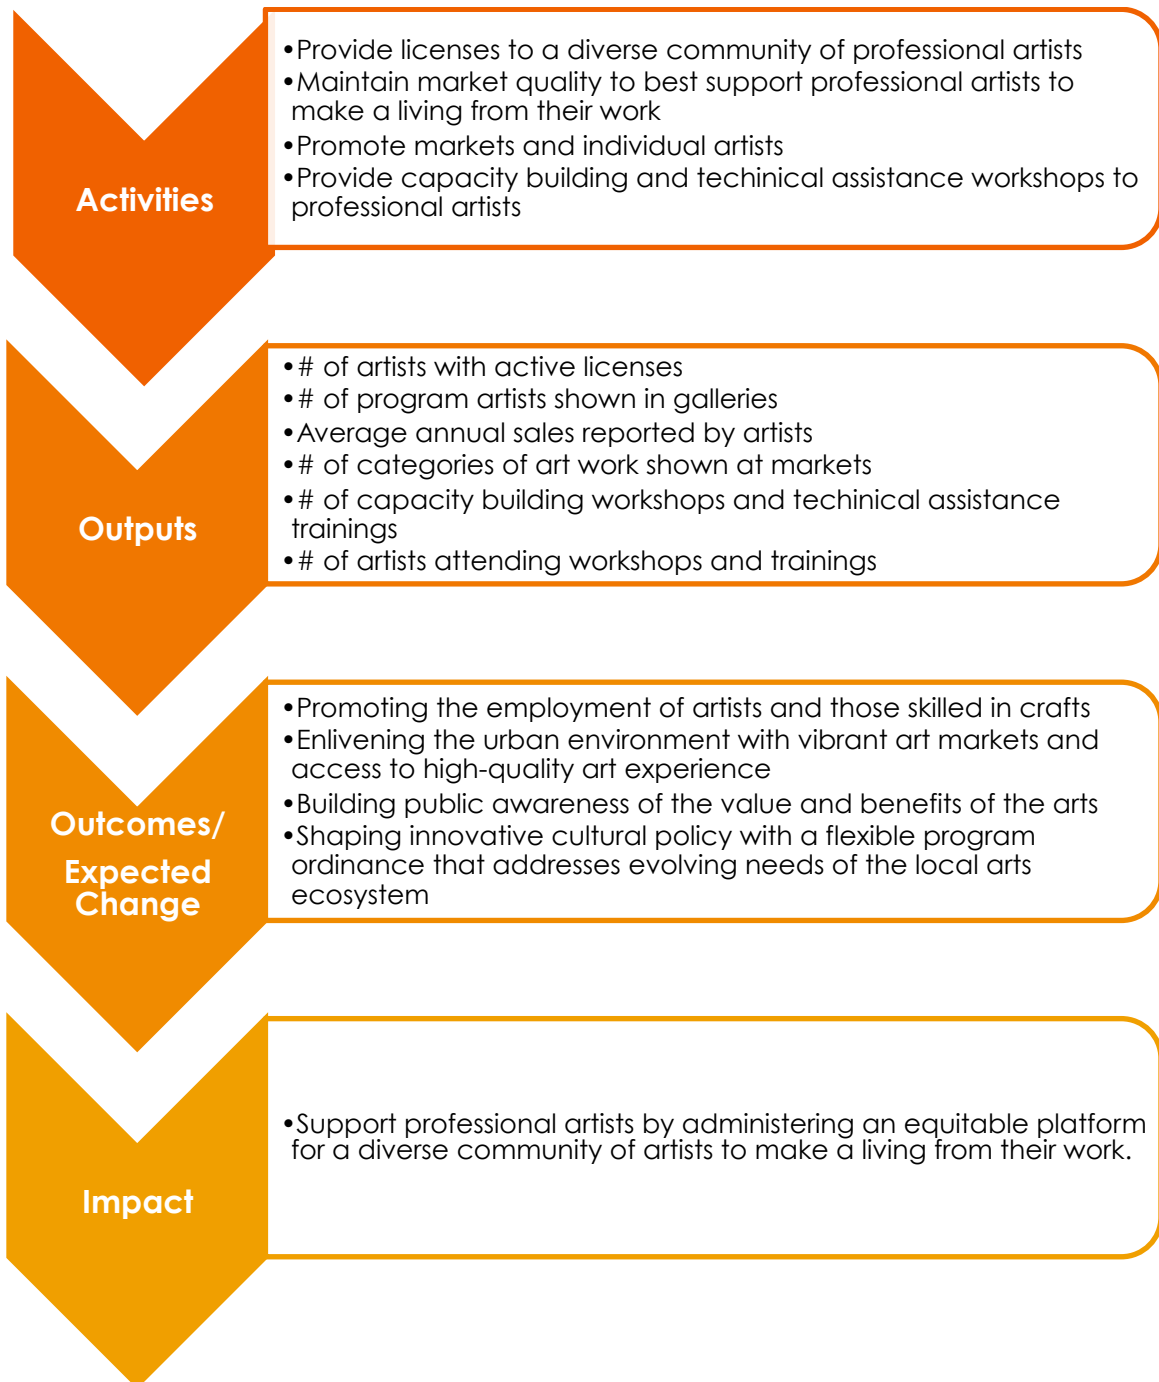 Activities
•Provide licenses to a diverse community of professional artists
•Maintain market quality to best support professional artists to
make a living from their work
•Promote markets and individual artists
•Provide capacity building and techinical assistance workshops to
professional artists
Outputs
•# of artists with active licenses
•# of program artists shown in galleries
•Average annual sales reported by artists
•# of categories of art work shown at markets
•# of capacity building workshops and techinical assistance
trainings
•# of artists attending workshops and trainings
Outcomes/
Expected
Change
•Promoting the employment of artists and those skilled in crafts
•Enlivening the urban environment with vibrant art markets and
access to high-quality art experience
•Building public awareness of the value and benefits of the arts
•Shaping innovative cultural policy with a flexible program
ordinance that addresses evolving needs of the local arts
ecosystem
Impact
•Support professional artists by administering an equitable platform
for a diverse community of artists to make a living from their work.